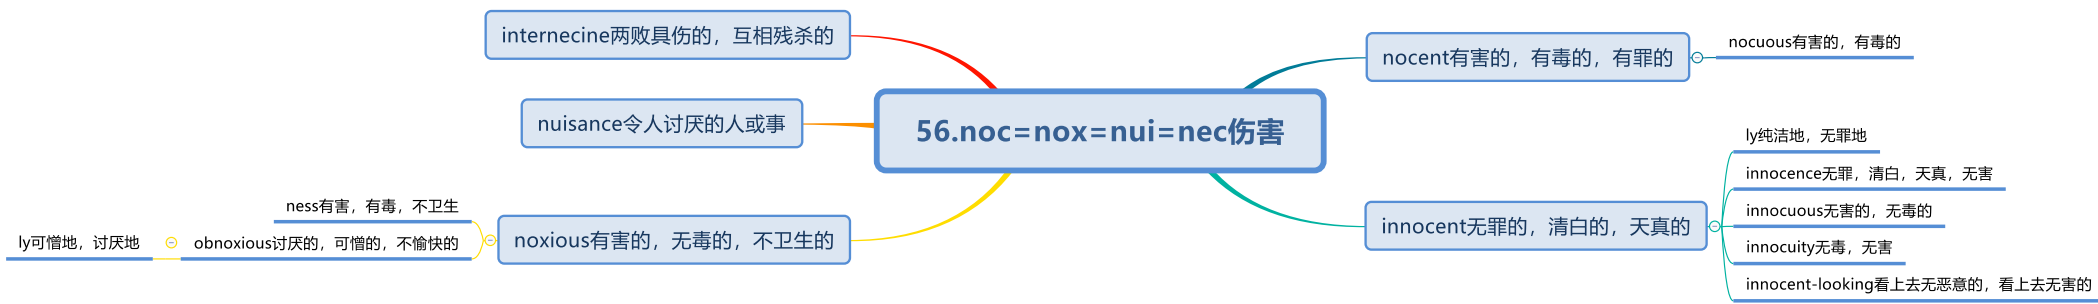 56.noc=nox=nui=nec伤害
nocent有害的，有毒的，有罪的
nocuous有害的，有毒的
innocent无罪的，清白的，天真的
ly纯洁地，无罪地
innocence无罪，清白，天真，无害
innocuous无害的，无毒的
innocuity无毒，无害
innocent-looking看上去无恶意的，看上去无害的
internecine两败具伤的，互相残杀的
nuisance令人讨厌的人或事
noxious有害的，无毒的，不卫生的
ness有害，有毒，不卫生
obnoxious讨厌的，可憎的，不愉快的
ly可憎地，讨厌地